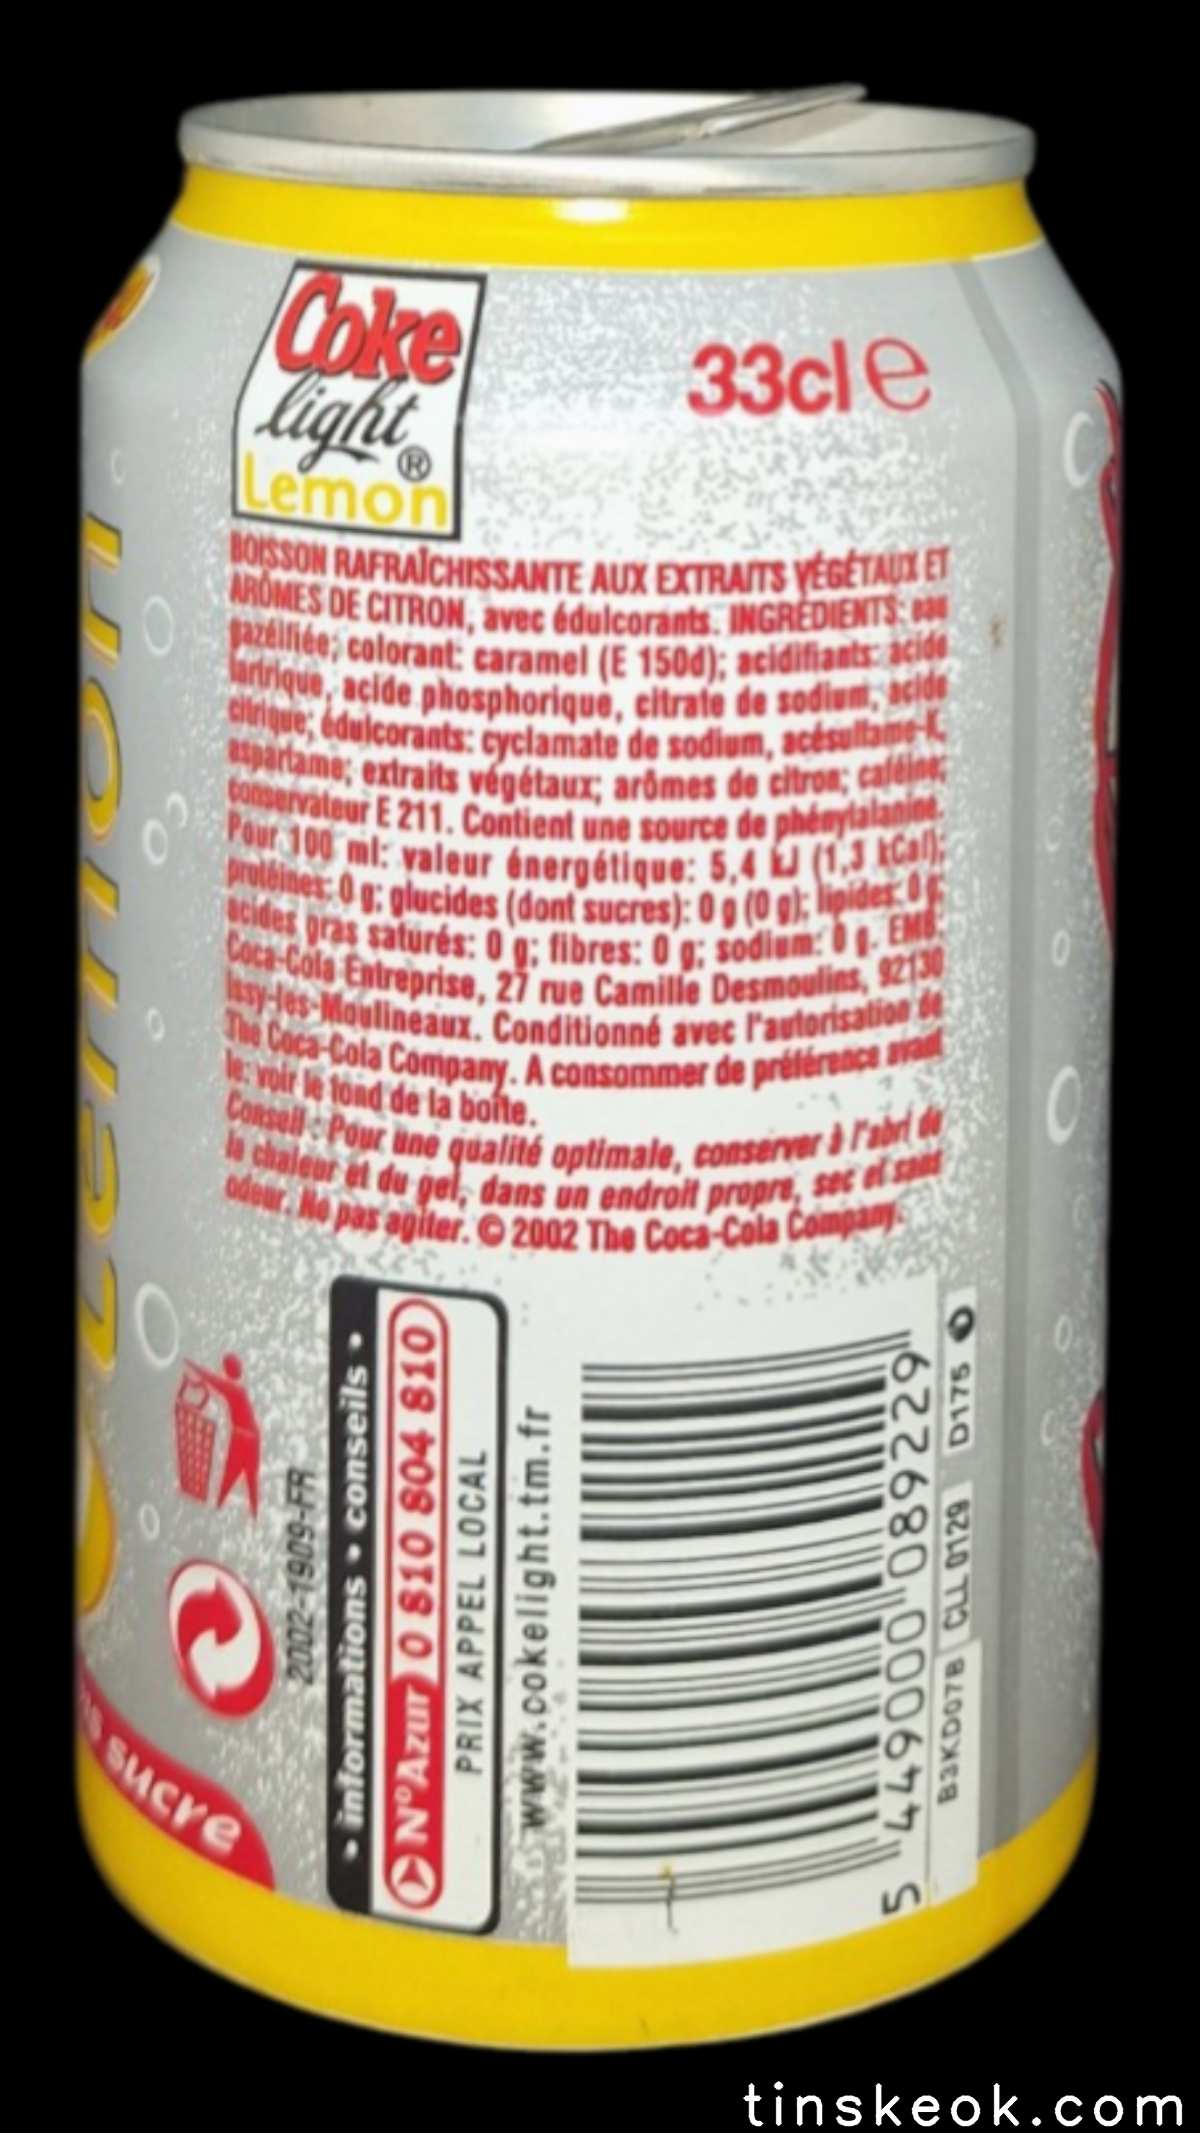 Coke
light®
Lemon
33cl e
BOISSON RAFRAÎCHISSANTE AUX EXTRAITS VÉGÉTAUX ET
ARÔMES DE CITRON, avec édulcorants. INGRÉDIENTS: eau
gazéifiée; colorant: caramel (E 150d); acidifiants: acide
tartrique, acide phosphorique, citrate de sodium, acide
citrique; édulcorants: cyclamate de sodium, acésulfame-K,
aspartame; extraits végétaux; arômes de citron; caféine;
conservateur E 211. Contient une source de phénylalanine.
Pour 100 ml: valeur énergétique: 5,4 kJ (1,3 kCal);
protéines: 0 g; glucides (dont sucres): 0 g (0 g); lipides: 0 g;
acides gras saturés: 0 g; fibres: 0 g; sodium: 0 g. EMB.
Coca-Cola Entreprise, 27 rue Camille Desmoulins, 92130
Issy-les-Moulineaux. Conditionné avec l'autorisation de
The Coca-Cola Company. A consommer de préférence avant
le: voir le fond de la boîte.
Conseil : Pour une qualité optimale, conserver à l'abri de
la chaleur et du gel, dans un endroit propre, sec et sans
odeur. Ne pas agiter. © 2002 The Coca-Cola Company.
Lemon
sucre
2002-1909-FR
• informations • conseils •
N°Azur 0 810 804 810
PRIX APPEL LOCAL
www.cokelight.tm.fr
5 449000 089229
B3KD07B CLL 0129 D175
tinskeok.com